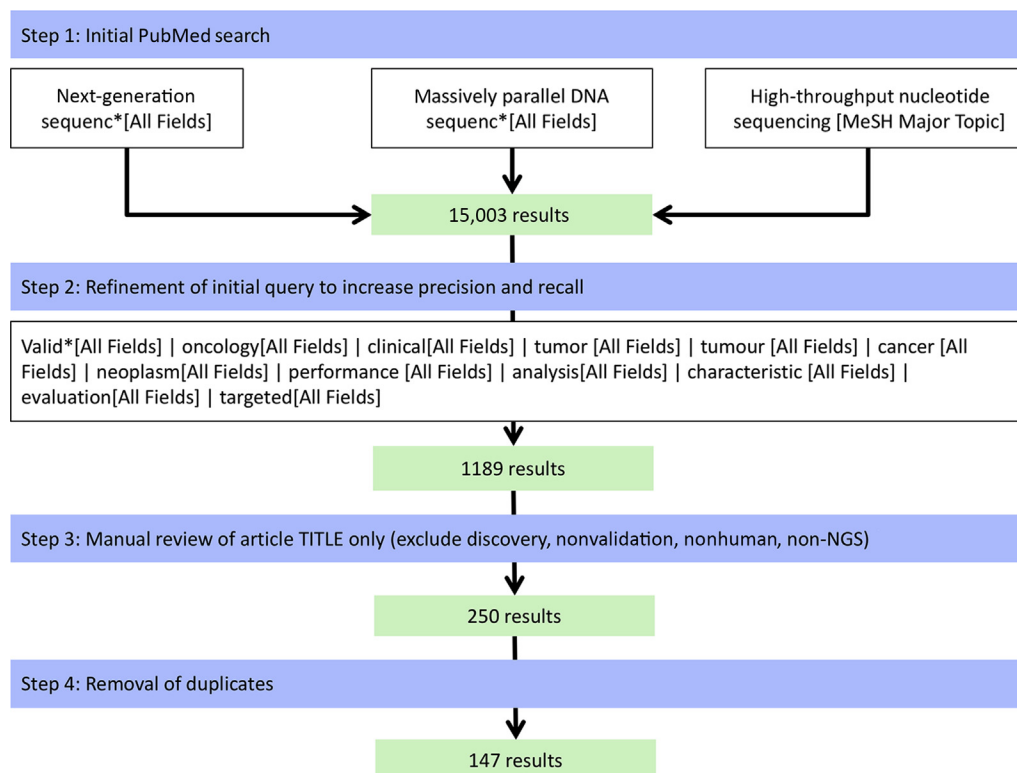 Step 1: Initial PubMed search
Next-generation
sequenc*[All Fields]
Massively parallel DNA
sequenc*[All Fields]
High-throughput nucleotide
sequencing [MeSH Major Topic]
15,003 results
Step 2: Refinement of initial query to increase precision and recall
Valid*[All Fields] | oncology[All Fields] | clinical[All Fields] | tumor [All Fields] | tumour [All Fields] | cancer [All
Fields] | neoplasm[All Fields] | performance [All Fields] | analysis[All Fields] | characteristic [All Fields] |
evaluation[All Fields] | targeted[All Fields]
1189 results
Step 3: Manual review of article TITLE only (exclude discovery, nonvalidation, nonhuman, non-NGS)
250 results
Step 4: Removal of duplicates
147 results